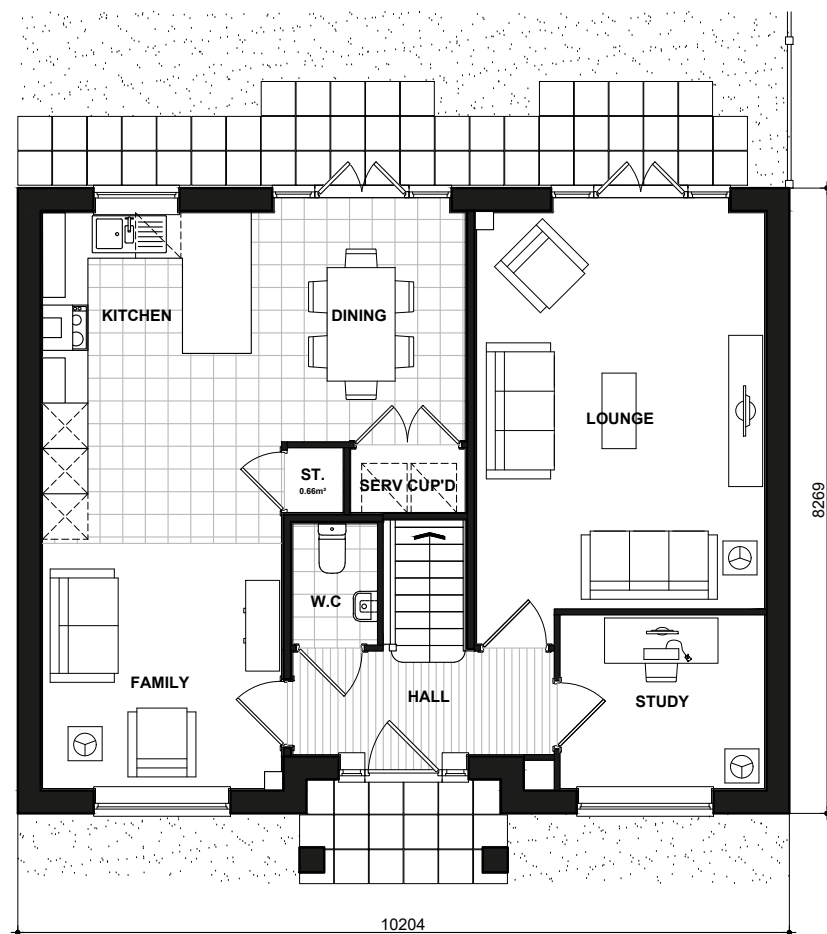 KITCHEN
DINING
LOUNGE
ST.
0.66m²
SERV CUP'D
8269
W.C
FAMILY
HALL
STUDY
10204